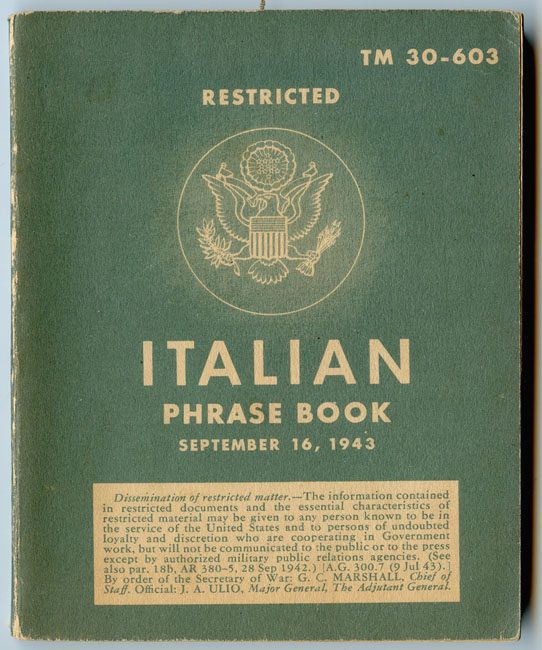 TM 30-603
RESTRICTED
ITALIAN
PHRASE BOOK
SEPTEMBER 16, 1943
Dissemination of restricted matter.—The information contained
in restricted documents and the essential characteristics of
restricted material may be given to any person known to be in
the service of the United States and to persons of undoubted
loyalty and discretion who are cooperating in Government
work, but will not be communicated to the public or to the press
except by authorized military public relations agencies. (See
also par. 18b, AR 380-5, 28 Sep 1942.) [A.G. 300.7 (9 Jul 43).]
By order of the Secretary of War: G. C. MARSHALL, Chief of
Staff. Official: J. A. ULIO, Major General, The Adjutant General.